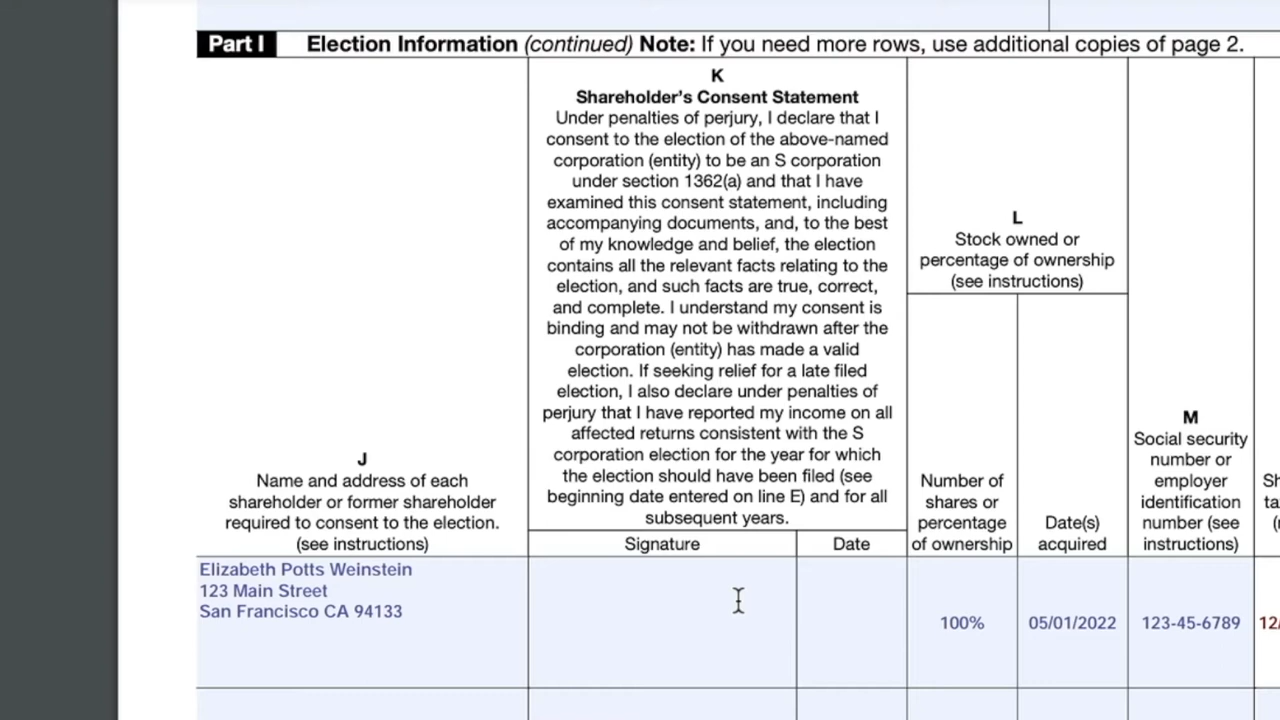 Part I Election Information (continued) Note: If you need more rows, use additional copies of page 2.
K
Shareholder's Consent Statement
Under penalties of perjury, I declare that I
consent to the election of the above-named
corporation (entity) to be an S corporation
under section 1362(a) and that I have
examined this consent statement, including
accompanying documents, and, to the best
of my knowledge and belief, the election
contains all the relevant facts relating to the
election, and such facts are true, correct,
and complete. I understand my consent is
binding and may not be withdrawn after the
corporation (entity) has made a valid
election. If seeking relief for a late filed
election, I also declare under penalties of
perjury that I have reported my income on all
affected returns consistent with the S
corporation election for the year for which
the election should have been filed (see
beginning date entered on line E) and for all
subsequent years.
L
Stock owned or
percentage of ownership
(see instructions)
J
Name and address of each
shareholder or former shareholder
required to consent to the election.
(see instructions)
Signature
Date
Number of
shares or
percentage
of ownership
Date(s)
acquired
M
Social security
number or
employer
identification
number (see
instructions)
Elizabeth Potts Weinstein
123 Main Street
San Francisco CA 94133
100%
05/01/2022
123-45-6789
12/